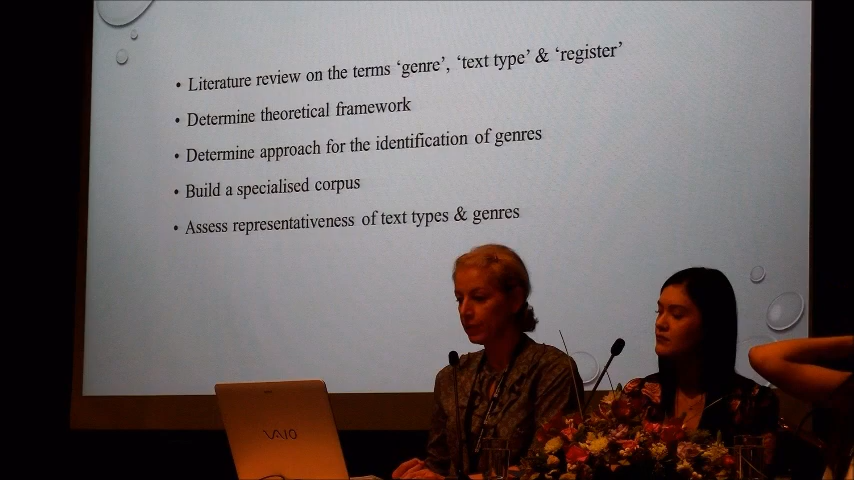 • Literature review on the terms ‘genre’, ‘text type’ & ‘register’
• Determine theoretical framework
• Determine approach for the identification of genres
• Build a specialised corpus
• Assess representativeness of text types & genres
VAIO